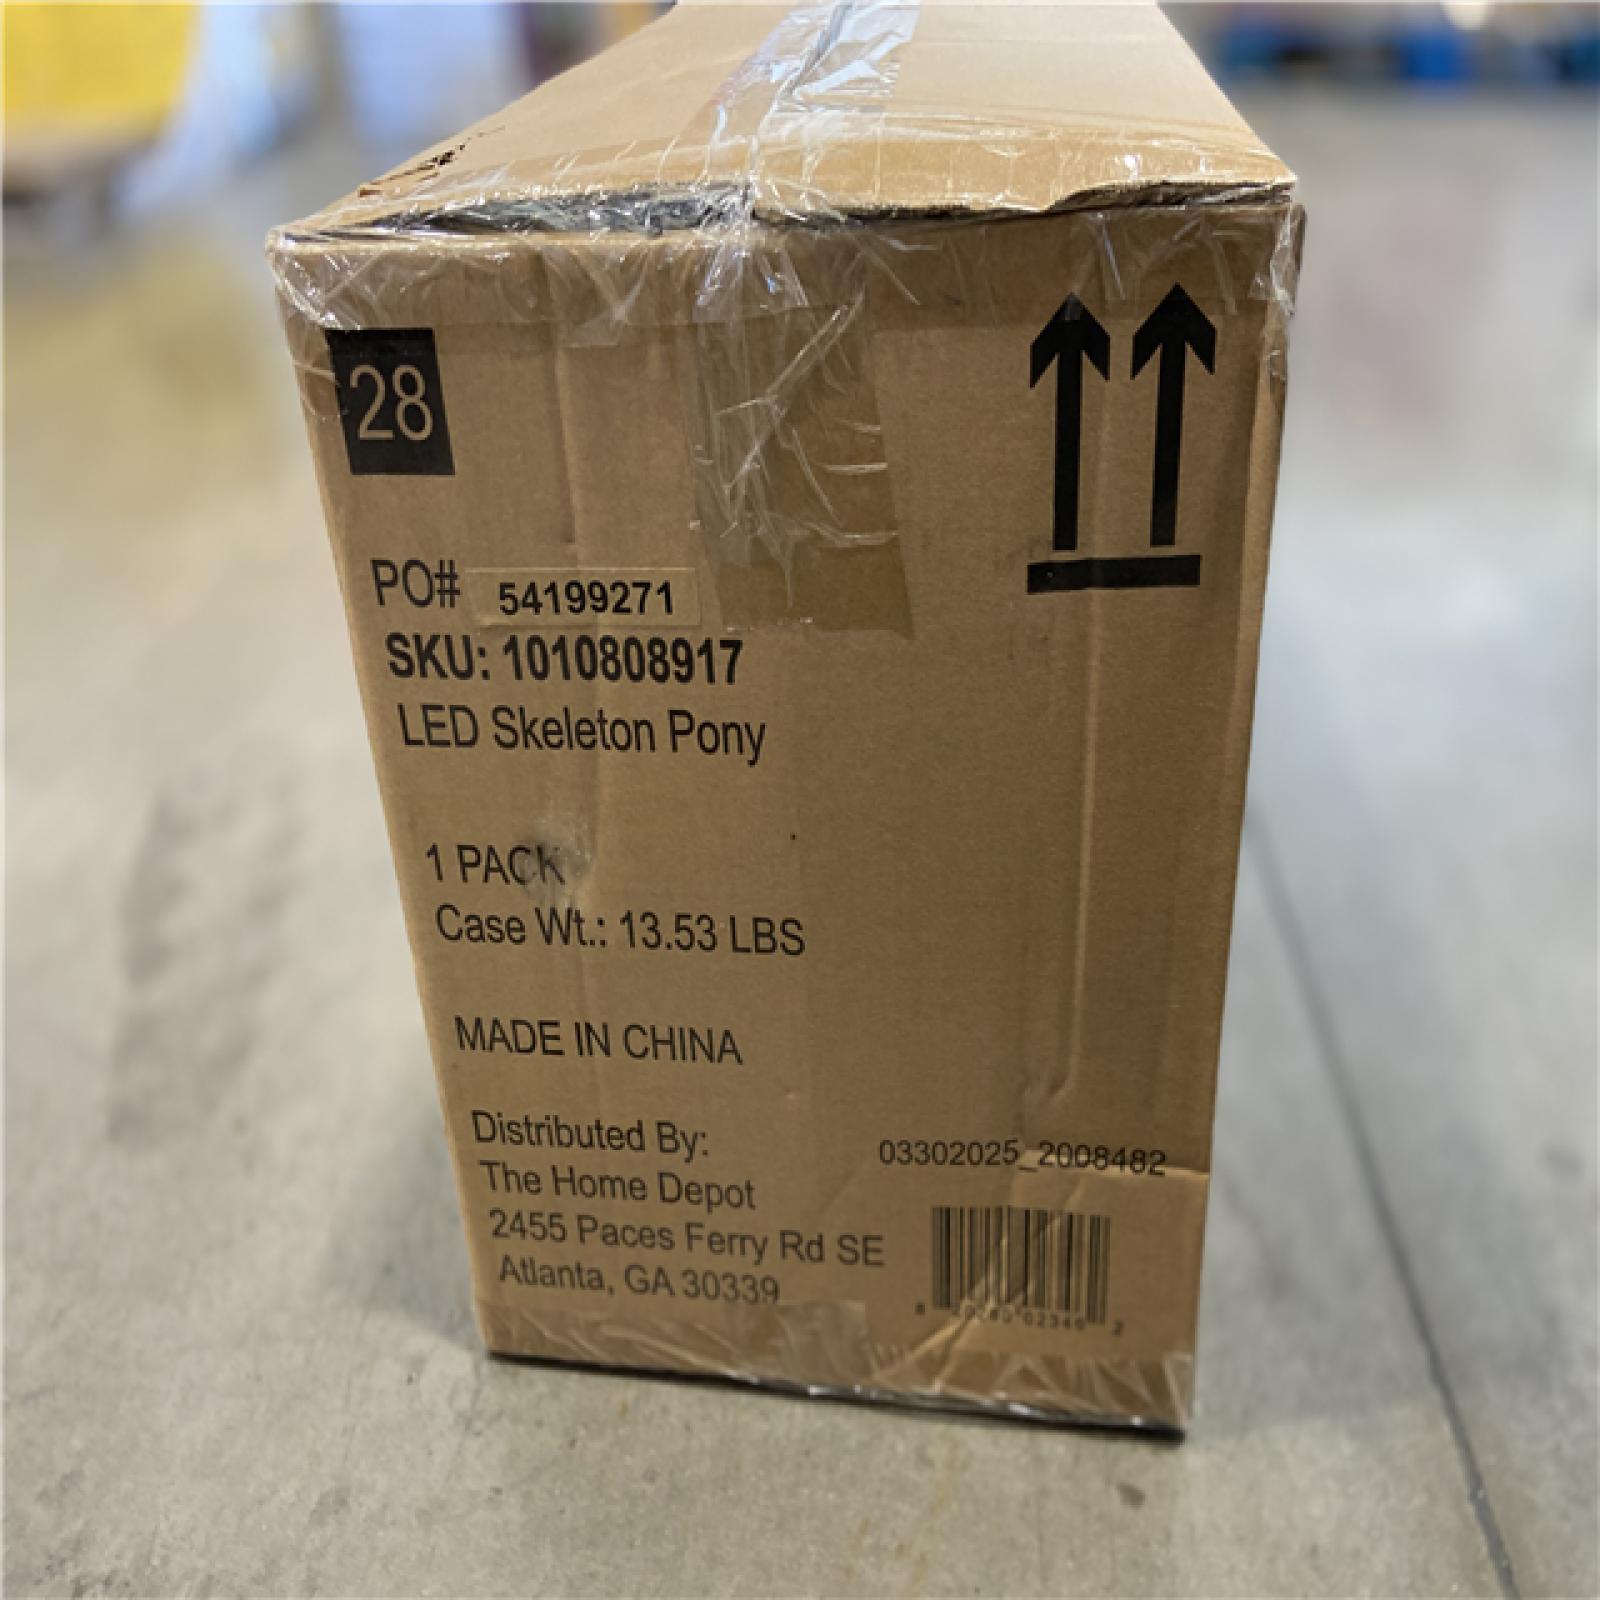 28
PO# 54199271
SKU: 1010808917
LED Skeleton Pony
1 PACK
Case Wt.: 13.53 LBS
MADE IN CHINA
Distributed By:
The Home Depot
2455 Paces Ferry Rd SE
Atlanta, GA 30339
03302025_2008482